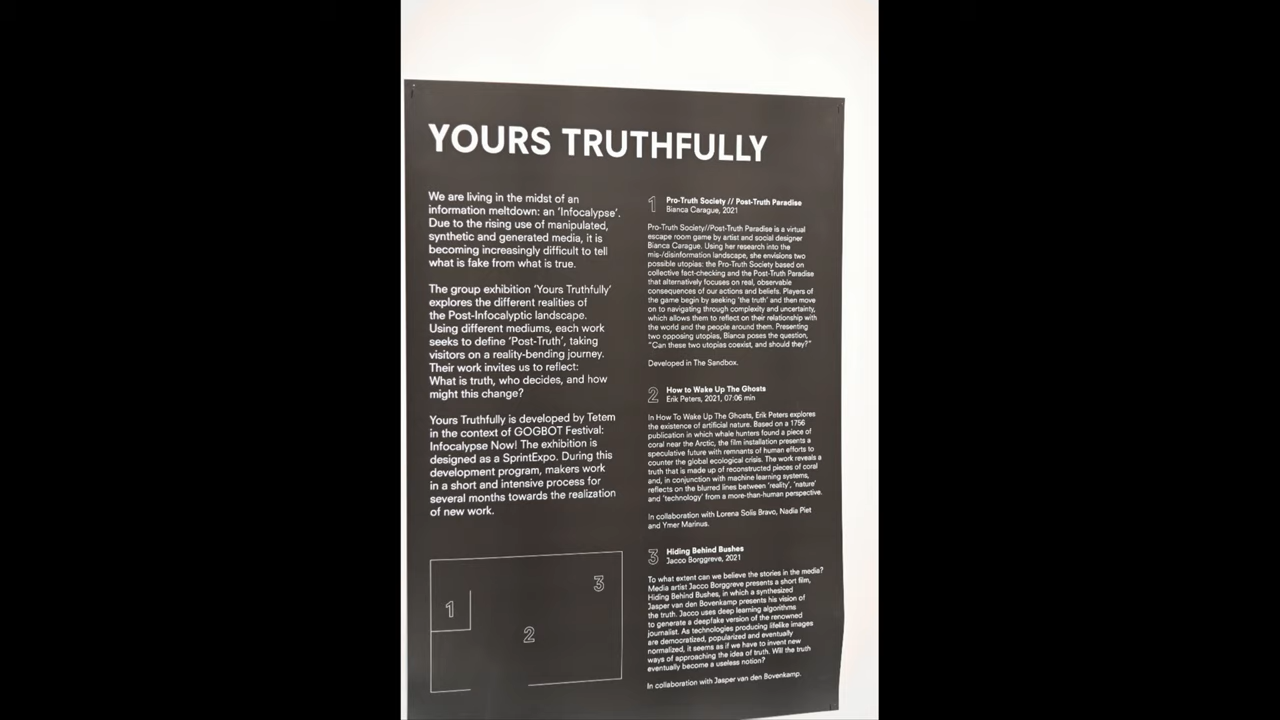 YOURS TRUTHFULLY
We are living in the midst of an
information meltdown: an 'Infocalypse'.
Due to the rising use of manipulated,
synthetic and generated media, it is
becoming increasingly difficult to tell
what is fake from what is true.
The group exhibition 'Yours Truthfully'
explores the different realities of
the Post-Infocalyptic landscape.
Using different mediums, each work
seeks to define 'Post-Truth', taking
visitors on a reality-bending journey.
Their work invites us to reflect:
What is truth, who decides, and how
might this change?
Yours Truthfully is developed by Tetem
in the context of GOGBOT Festival:
Infocalypse Now! The exhibition is
designed as a SprintExpo. During this
development program, makers work
in a short and intensive process for
several months towards the realization
of new work.
1
3
2
1 Pro-Truth Society // Post-Truth Paradise
Bianca Carague, 2021
Pro-Truth Society//Post-Truth Paradise is a virtual
escape room game by artist and social designer
Bianca Carague. Using her research into the
mis-/disinformation landscape, she envisions two
possible utopias: the Pro-Truth Society based on
collective fact-checking and the Post-Truth Paradise
that alternatively focuses on real, observable
consequences of our actions and beliefs. Players of
the game begin by seeking 'the truth' and then move
on to navigating through complexity and uncertainty,
which allows them to reflect on their relationship with
the world and the people around them. Presenting
two opposing utopias, Bianca poses the question,
"Can these two utopias coexist, and should they?"
Developed in The Sandbox.
2 How to Wake Up The Ghosts
Erik Peters, 2021, 07:06 min
In How To Wake Up The Ghosts, Erik Peters explores
the existence of artificial nature. Based on a 1756
publication in which whale hunters found a piece of
coral near the Arctic, the film installation presents a
speculative future with remnants of human efforts to
counter the global ecological crisis. The work reveals a
truth that is made up of reconstructed pieces of coral
and, in conjunction with machine learning systems,
reflects on the blurred lines between 'reality', 'nature'
and 'technology' from a more-than-human perspective.
In collaboration with Lorena Solis Bravo, Nadia Piet
and Ymer Marinus.
3 Hiding Behind Bushes
Jacco Borggreve, 2021
To what extent can we believe the stories in the media?
Media artist Jacco Borggreve presents a short film,
Hiding Behind Bushes, in which a synthesized
Jasper van den Bovenkamp presents his vision of
the truth. Jacco uses deep learning algorithms
to generate a deepfake version of the renowned
journalist. As technologies producing lifelike images
are democratized, popularized and eventually
normalized, it seems as if we have to invent new
ways of approaching the idea of truth. Will the truth
eventually become a useless notion?
In collaboration with Jasper van den Bovenkamp.